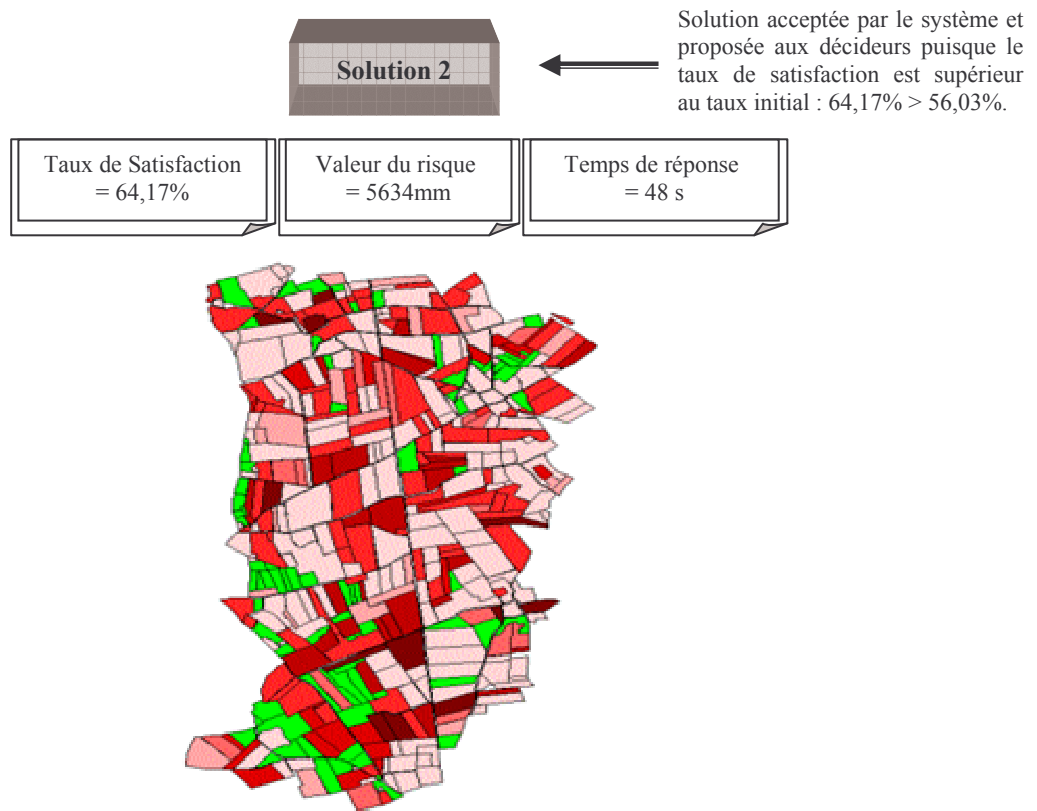 Solution 2
Solution acceptée par le système et
proposée aux décideurs puisque le
taux de satisfaction est supérieur
au taux initial : 64,17% > 56,03%.
Taux de Satisfaction
= 64,17%
Valeur du risque
= 5634mm
Temps de réponse
= 48 s